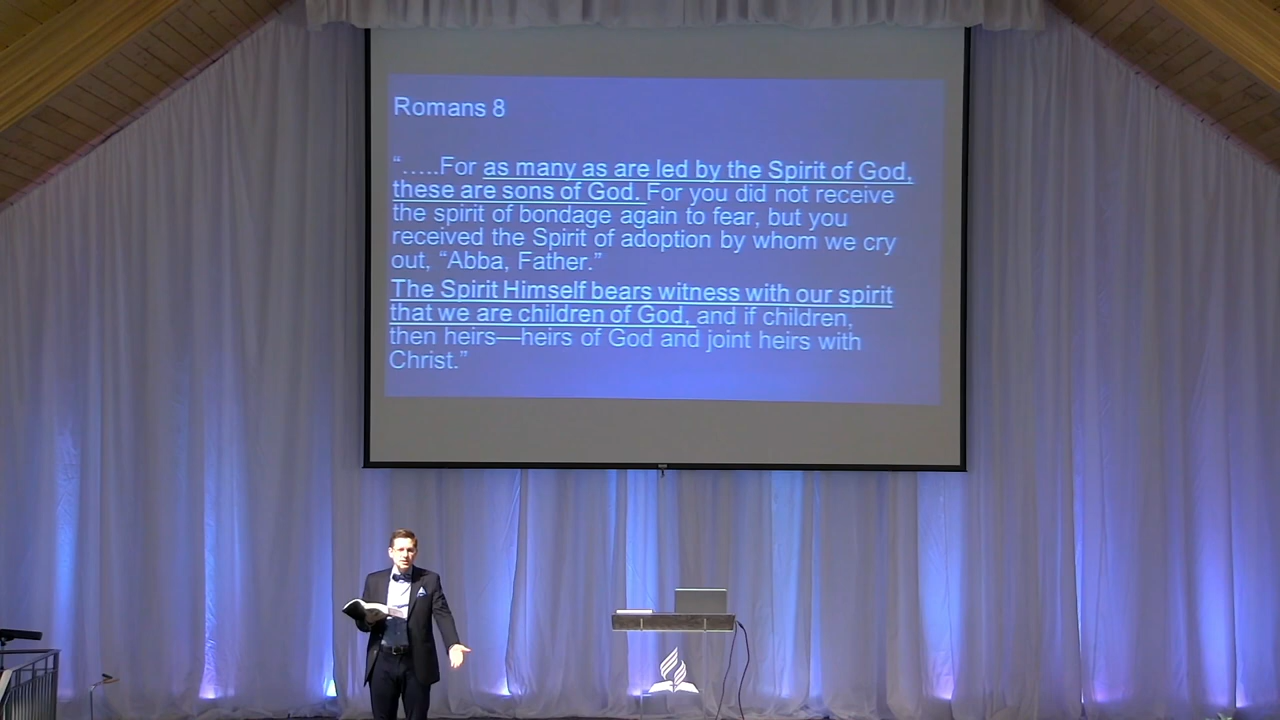 Romans 8
“.....For as many as are led by the Spirit of God,
these are sons of God. For you did not receive
the spirit of bondage again to fear, but you
received the Spirit of adoption by whom we cry
out, “Abba, Father.”
The Spirit Himself bears witness with our spirit
that we are children of God, and if children,
then heirs—heirs of God and joint heirs with
Christ.”